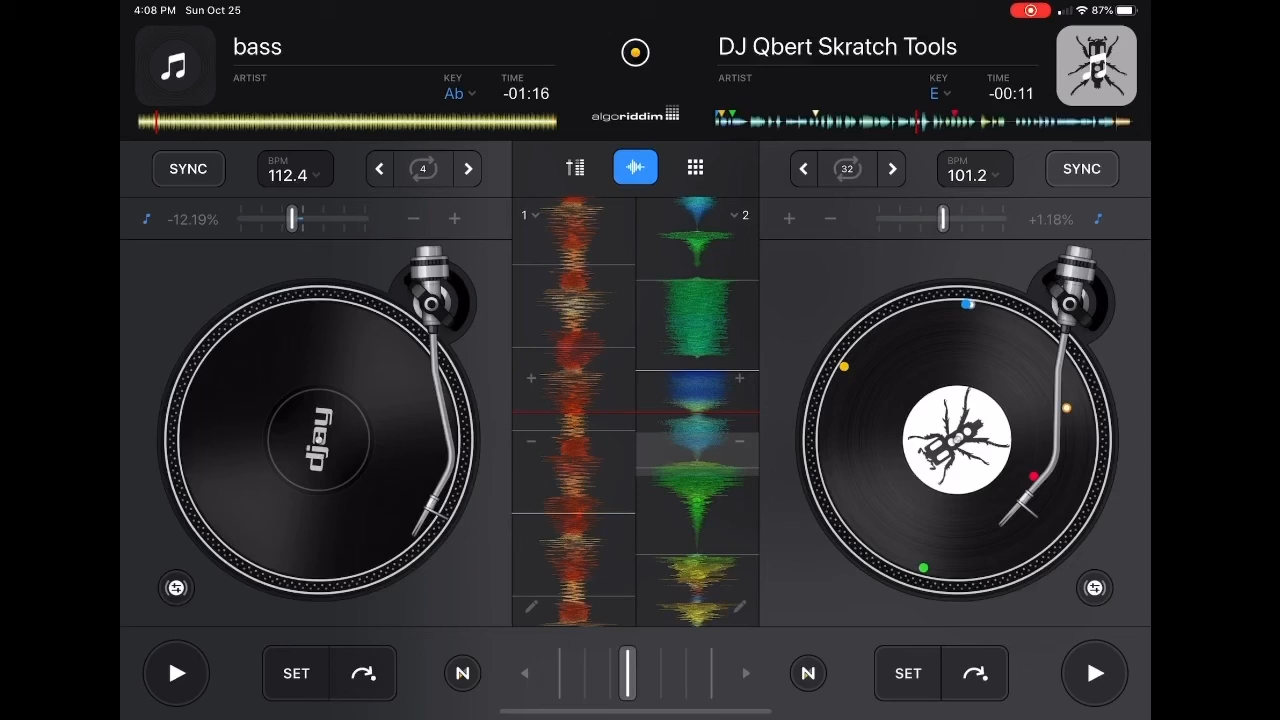 4:08 PM Sun Oct 25
87%
bass
ARTIST
KEY
TIME
Ab
-01:16
algoriddim
DJ Qbert Skratch Tools
ARTIST
KEY
TIME
E
-00:11
SYNC
BPM
112.4
4
32
BPM
101.2
SYNC
-12.19%
+1.18%
1
2
djay
SET
N
N
SET